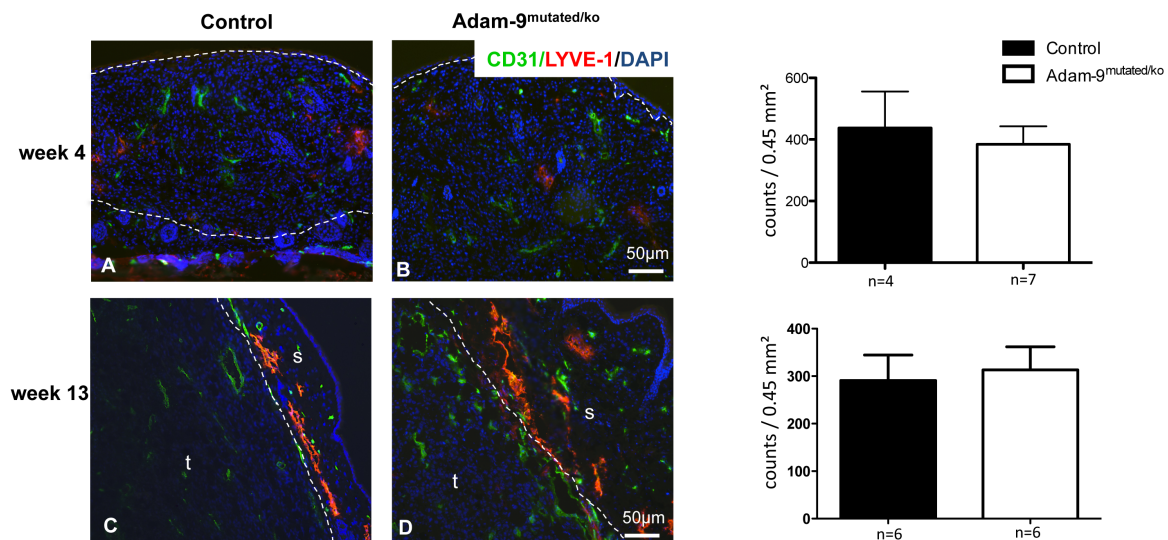 Control
Adam-9mutated/ko
CD31/LYVE-1/DAPI
week 4
A
B
50µm
week 13
s
t
C
s
t
D
50µm
Control
Adam-9mutated/ko
counts / 0.45 mm²
600
400
200
0
n=4
n=7
counts / 0.45 mm²
400
300
200
100
0
n=6
n=6